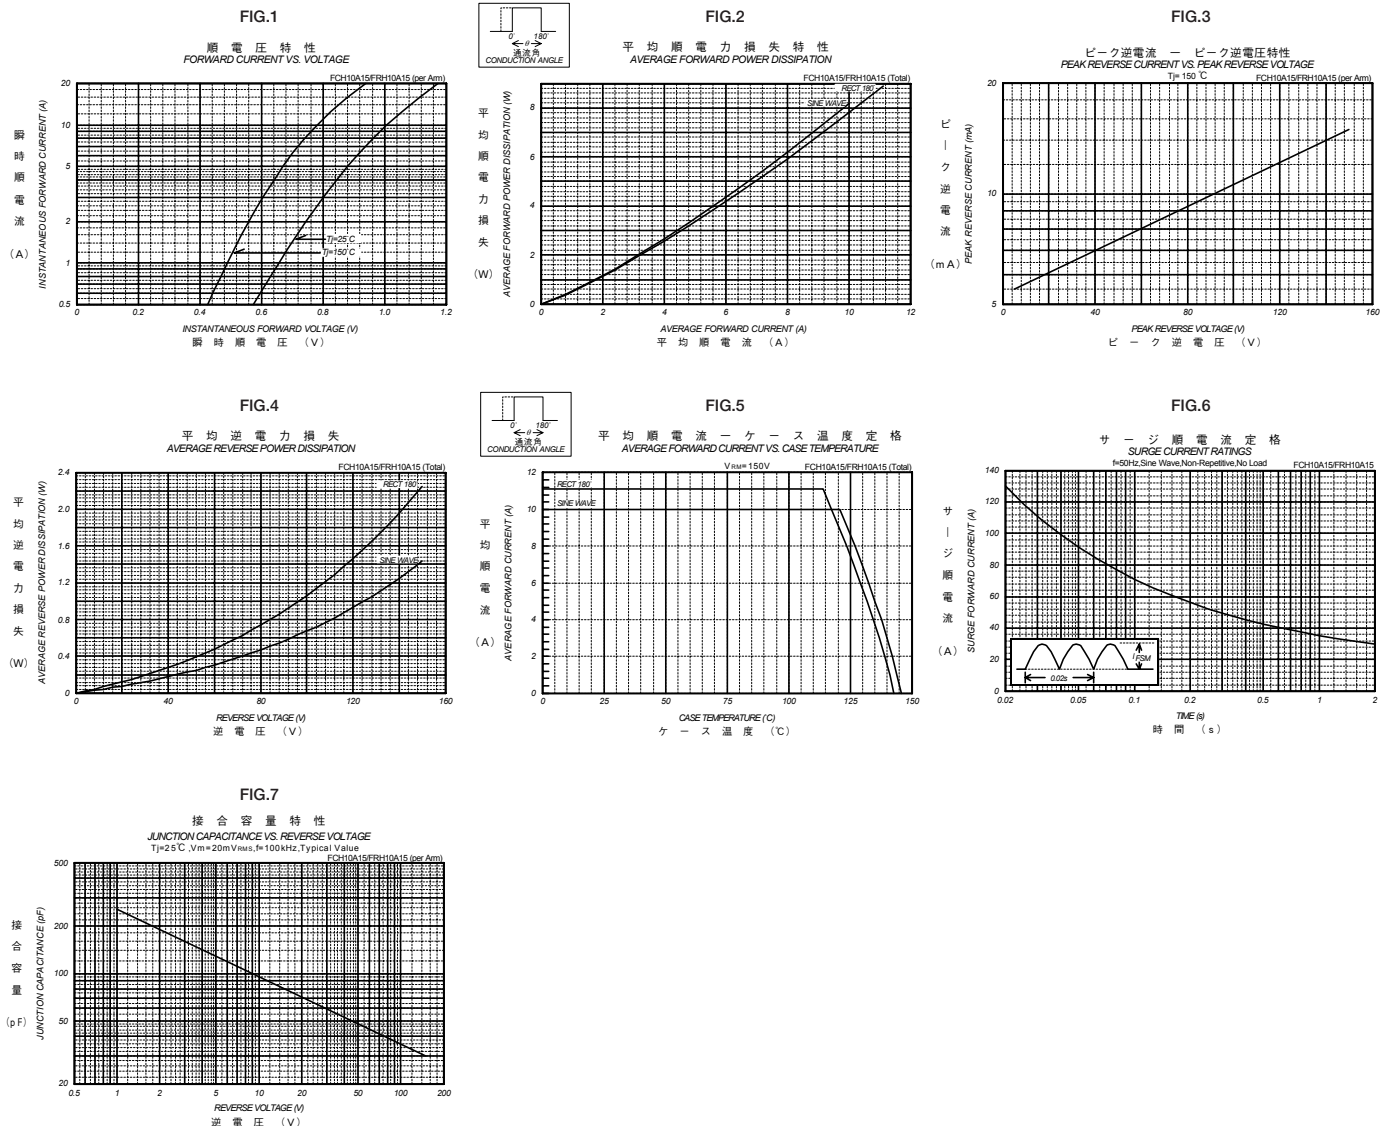 FIG.1
順電圧特性
FORWARD CURRENT VS. VOLTAGE
FCH10A15/FRH10A15 (per Arm)
20
10
5
2
1
0.5
瞬時順電流 (A)
INSTANTANEOUS FORWARD CURRENT (A)
Tj=25°C
Tj=150°C
0 0.2 0.4 0.6 0.8 1.0 1.2
INSTANTANEOUS FORWARD VOLTAGE (V)
瞬時順電圧 (V)
0° 180°
θ
通流角
CONDUCTION ANGLE
FIG.2
平均順電力損失特性
AVERAGE FORWARD POWER DISSIPATION
FCH10A15/FRH10A15 (Total)
RECT 180°
SINE WAVE
8
6
4
2
0
平均順電力損失 (W)
AVERAGE FORWARD POWER DISSIPATION (W)
0 2 4 6 8 10 12
AVERAGE FORWARD CURRENT (A)
平均順電流 (A)
FIG.3
ピーク逆電流 － ピーク逆電圧特性
PEAK REVERSE CURRENT VS. PEAK REVERSE VOLTAGE
Tj= 150 °C
FCH10A15/FRH10A15 (per Arm)
20
10
5
ピーク逆電流 (mA)
PEAK REVERSE CURRENT (mA)
0 40 80 120 160
PEAK REVERSE VOLTAGE (V)
ピーク逆電圧 (V)
FIG.4
平均逆電力損失
AVERAGE REVERSE POWER DISSIPATION
FCH10A15/FRH10A15 (Total)
RECT 180°
SINE WAVE
2.4
2.0
1.6
1.2
0.8
0.4
0
平均逆電力損失 (W)
AVERAGE REVERSE POWER DISSIPATION (W)
0 40 80 120 160
REVERSE VOLTAGE (V)
逆電圧 (V)
0° 180°
θ
通流角
CONDUCTION ANGLE
FIG.5
平均順電流－ケース温度定格
AVERAGE FORWARD CURRENT VS. CASE TEMPERATURE
VRM=150V
FCH10A15/FRH10A15 (Total)
RECT 180°
SINE WAVE
12
10
8
6
4
2
0
平均順電流 (A)
AVERAGE FORWARD CURRENT (A)
0 25 50 75 100 125 150
CASE TEMPERATURE (°C)
ケース温度 (℃)
FIG.6
サージ順電流定格
SURGE CURRENT RATINGS
f=50Hz,Sine Wave,Non-Repetitive,No Load
FCH10A15/FRH10A15
140
120
100
80
60
40
20
0
サージ順電流 (A)
SURGE FORWARD CURRENT (A)
IFSM
0.02s
0.02 0.05 0.1 0.2 0.5 1 2
TIME (s)
時間 (s)
FIG.7
接合容量特性
JUNCTION CAPACITANCE VS. REVERSE VOLTAGE
Tj=25℃,Vm=20mVRMS,f=100kHz,Typical Value
FCH10A15/FRH10A15 (per Arm)
500
200
100
50
20
接合容量 (pF)
JUNCTION CAPACITANCE (pF)
0.5 1 2 5 10 20 50 100 200
REVERSE VOLTAGE (V)
逆電圧 (V)